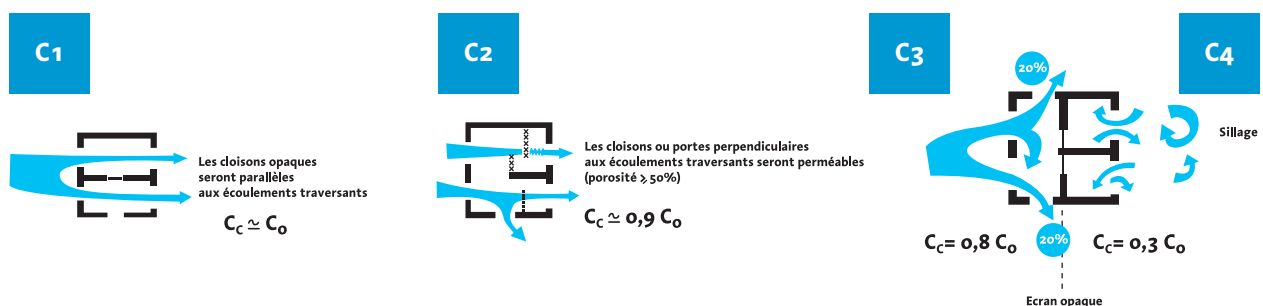 C1
Les cloisons opaques
seront parallèles
aux écoulements traversants
Cc ≃ Co
C2
Les cloisons ou portes perpendiculaires
aux écoulements traversants seront perméables
(porosité ⩾ 50%)
Cc ≃ 0,9 Co
C3
C4
20%
Sillage
Cc= 0,8 Co
20%
Cc= 0,3 Co
Ecran opaque